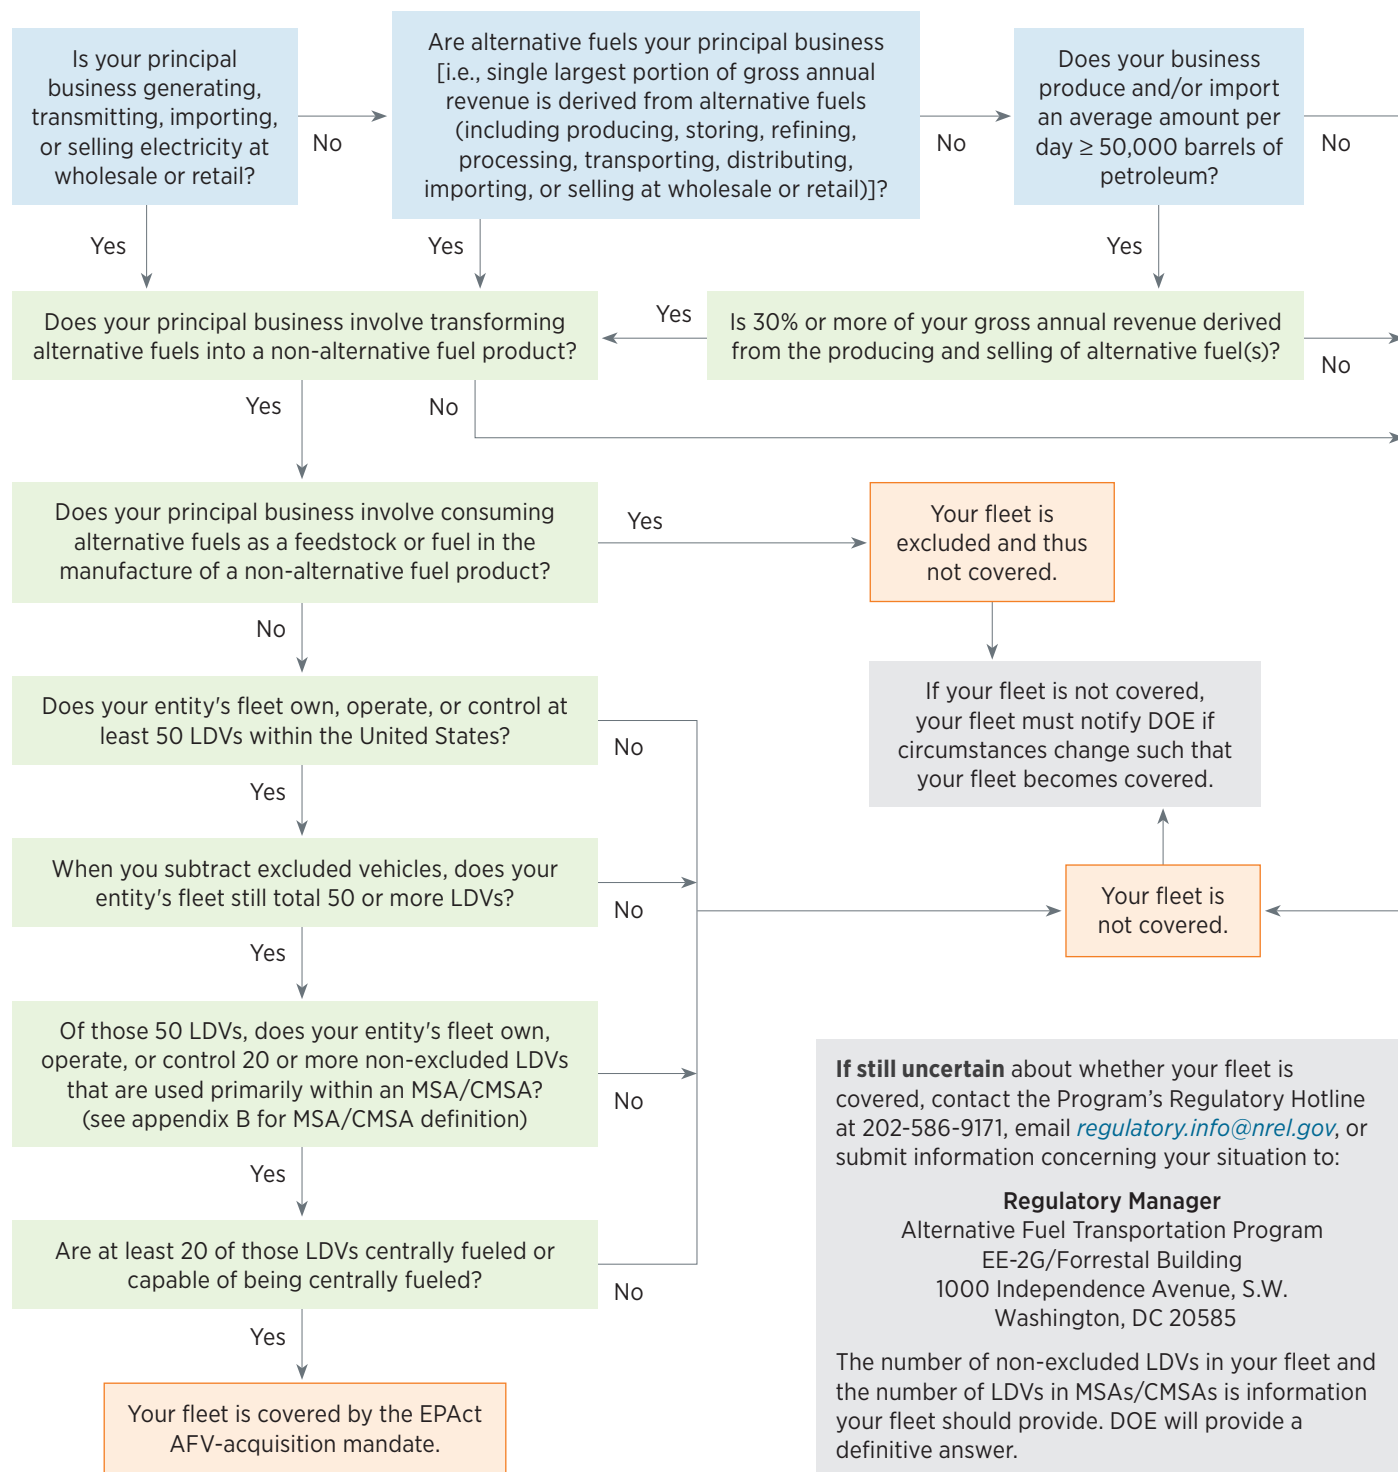 Is your principal
business generating,
transmitting, importing,
or selling electricity at
wholesale or retail?
No
Are alternative fuels your principal business
[i.e., single largest portion of gross annual
revenue is derived from alternative fuels
(including producing, storing, refining,
processing, transporting, distributing,
importing, or selling at wholesale or retail)]?
No
Does your business
produce and/or import
an average amount per
day ≥ 50,000 barrels of
petroleum?
No
Yes
Yes
Yes
Does your principal business involve transforming
alternative fuels into a non-alternative fuel product?
Yes
Is 30% or more of your gross annual revenue derived
from the producing and selling of alternative fuel(s)?
No
Yes
No
Does your principal business involve consuming
alternative fuels as a feedstock or fuel in the
manufacture of a non-alternative fuel product?
Yes
Your fleet is
excluded and thus
not covered.
No
Does your entity's fleet own, operate, or control at
least 50 LDVs within the United States?
No
If your fleet is not covered,
your fleet must notify DOE if
circumstances change such that
your fleet becomes covered.
Yes
When you subtract excluded vehicles, does your
entity's fleet still total 50 or more LDVs?
No
Your fleet is
not covered.
Yes
Of those 50 LDVs, does your entity's fleet own,
operate, or control 20 or more non-excluded LDVs
that are used primarily within an MSA/CMSA?
(see appendix B for MSA/CMSA definition)
No
Yes
Are at least 20 of those LDVs centrally fueled or
capable of being centrally fueled?
No
Yes
Your fleet is covered by the EPAct
AFV-acquisition mandate.
If still uncertain about whether your fleet is
covered, contact the Program’s Regulatory Hotline
at 202-586-9171, email regulatory.info@nrel.gov, or
submit information concerning your situation to:
Regulatory Manager
Alternative Fuel Transportation Program
EE-2G/Forrestal Building
1000 Independence Avenue, S.W.
Washington, DC 20585
The number of non-excluded LDVs in your fleet and
the number of LDVs in MSAs/CMSAs is information
your fleet should provide. DOE will provide a
definitive answer.